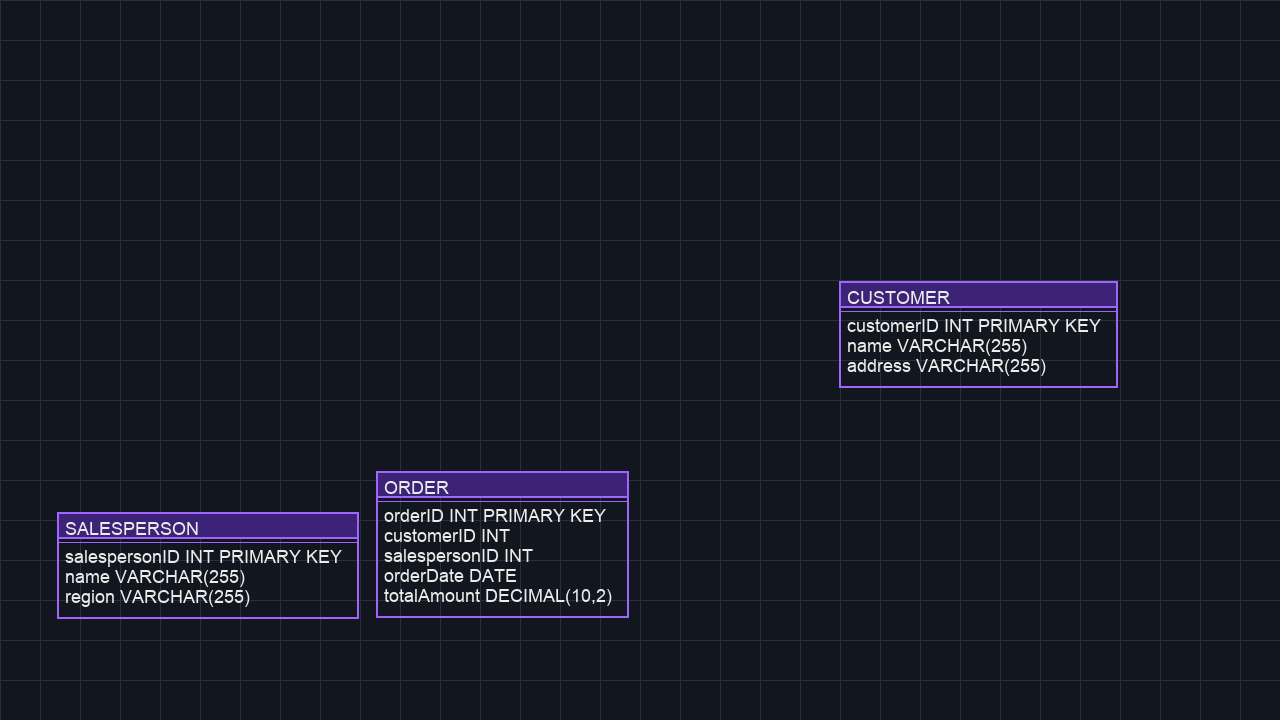 CUSTOMER
customerID INT PRIMARY KEY
name VARCHAR(255)
address VARCHAR(255)
ORDER
orderID INT PRIMARY KEY
customerID INT
salespersonID INT
orderDate DATE
totalAmount DECIMAL(10,2)
SALESPERSON
salespersonID INT PRIMARY KEY
name VARCHAR(255)
region VARCHAR(255)